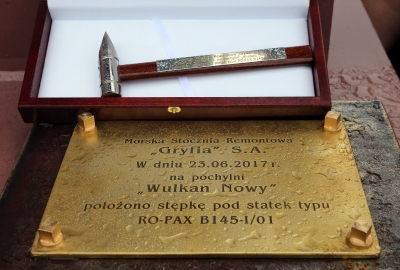 Morska Stocznia Remontowa
„Gryfia" S.A.
W dniu 23.06.2017r.
na pochylni
„Wulkan Nowy"
położono stępkę pod statek typu
RO-PAX B145-I/01